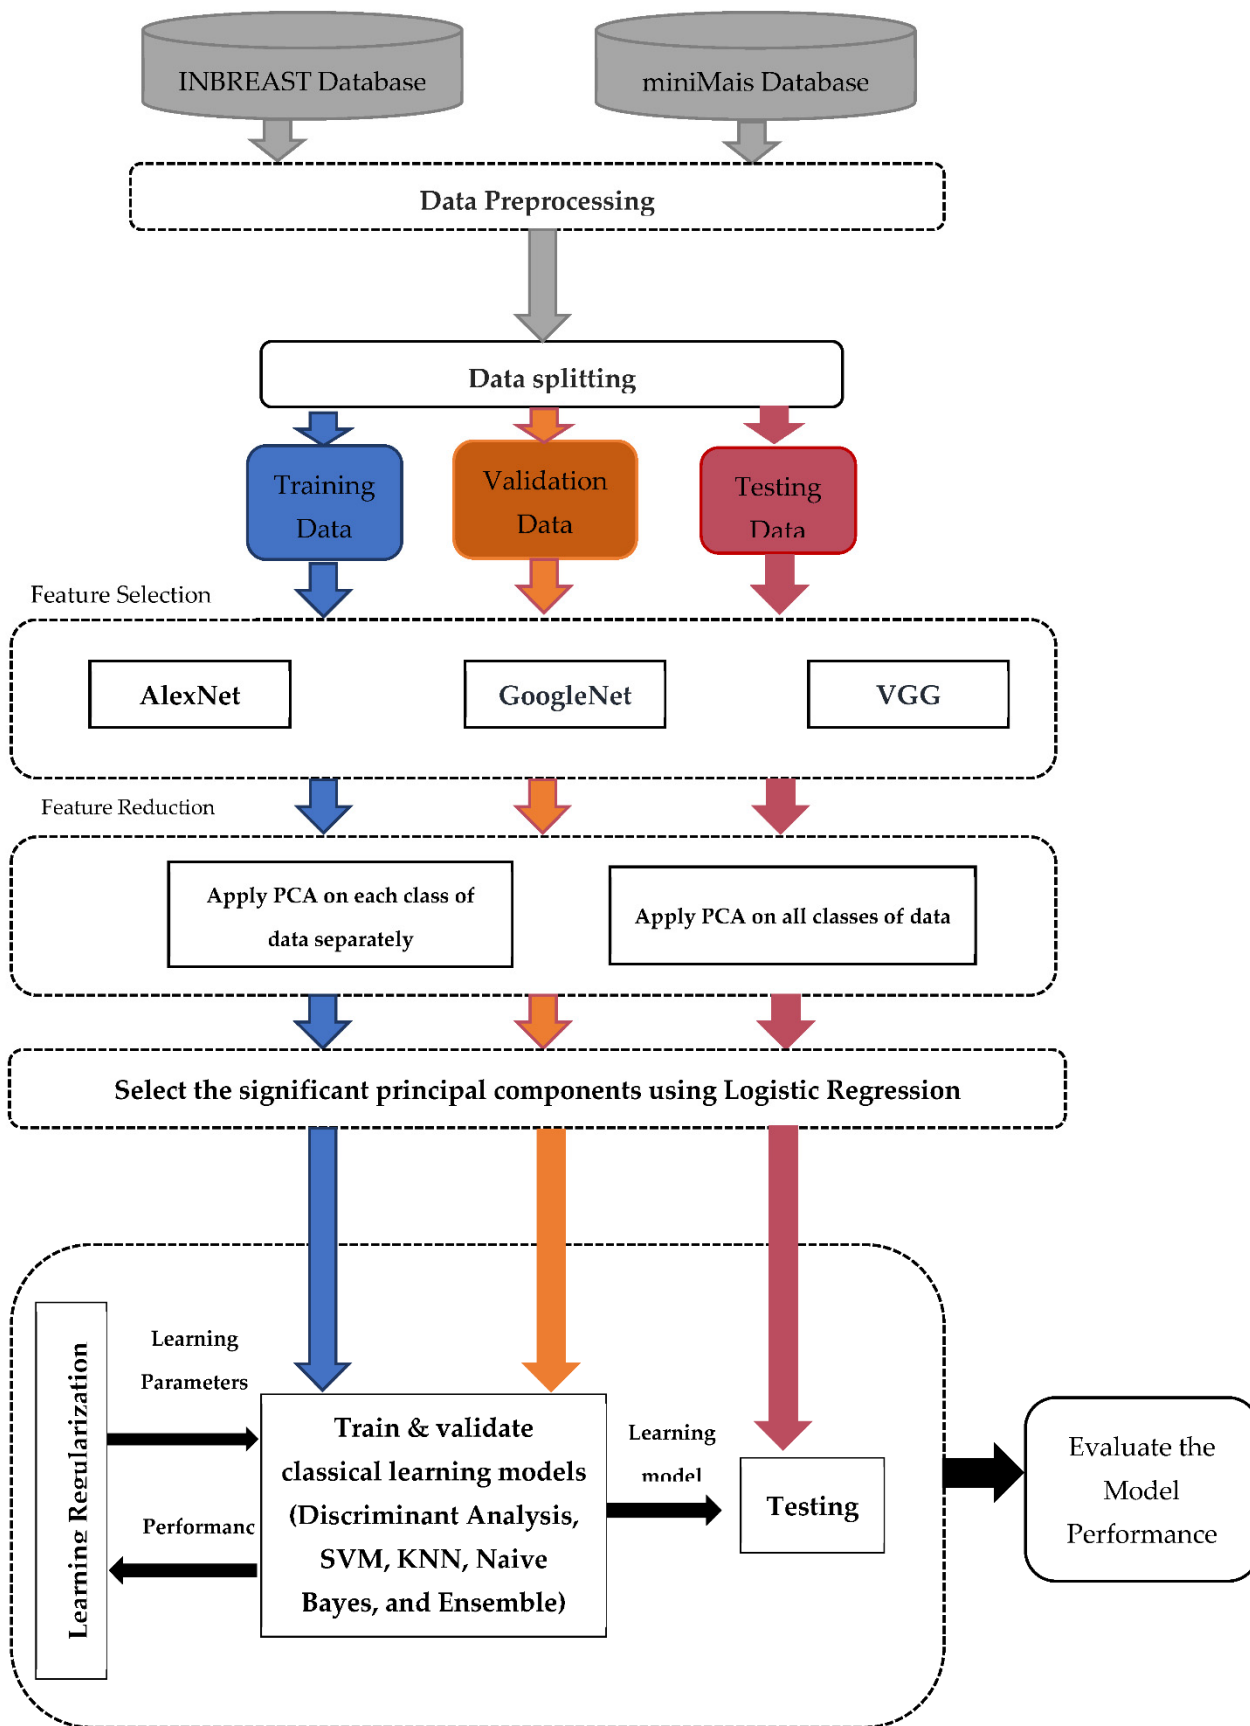 INBREAST Database
miniMais Database
Data Preprocessing
Data splitting
Training
Data
Validation
Data
Testing
Data
Feature Selection
AlexNet
GoogleNet
VGG
Feature Reduction
Apply PCA on each class of
data separately
Apply PCA on all classes of data
Select the significant principal components using Logistic Regression
Learning Regularization
Learning
Parameters
Performanc
Train & validate
classical learning models
(Discriminant Analysis,
SVM, KNN, Naive
Bayes, and Ensemble)
Learning
model
Testing
Evaluate the
Model
Performance